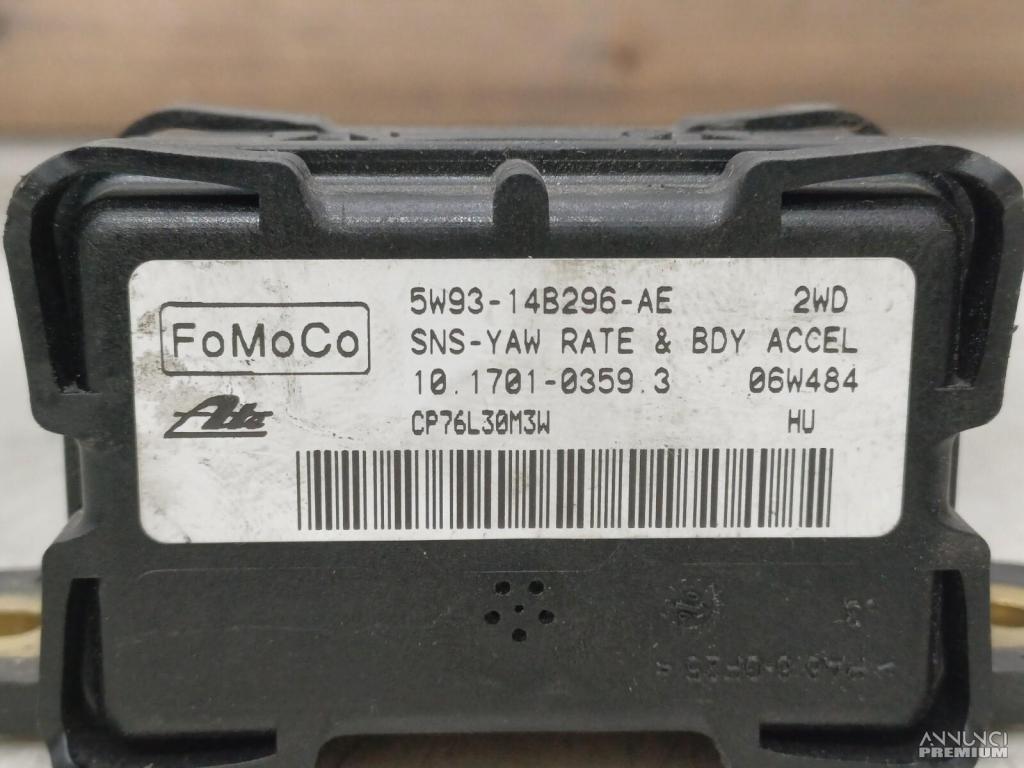 5W93-14B296-AE 2WD
FoMoCo SNS-YAW RATE & BDY ACCEL
10.1701-0359.3 06W484
Ate CP76L30M3W HU
ANNUNCI
PREMIUM